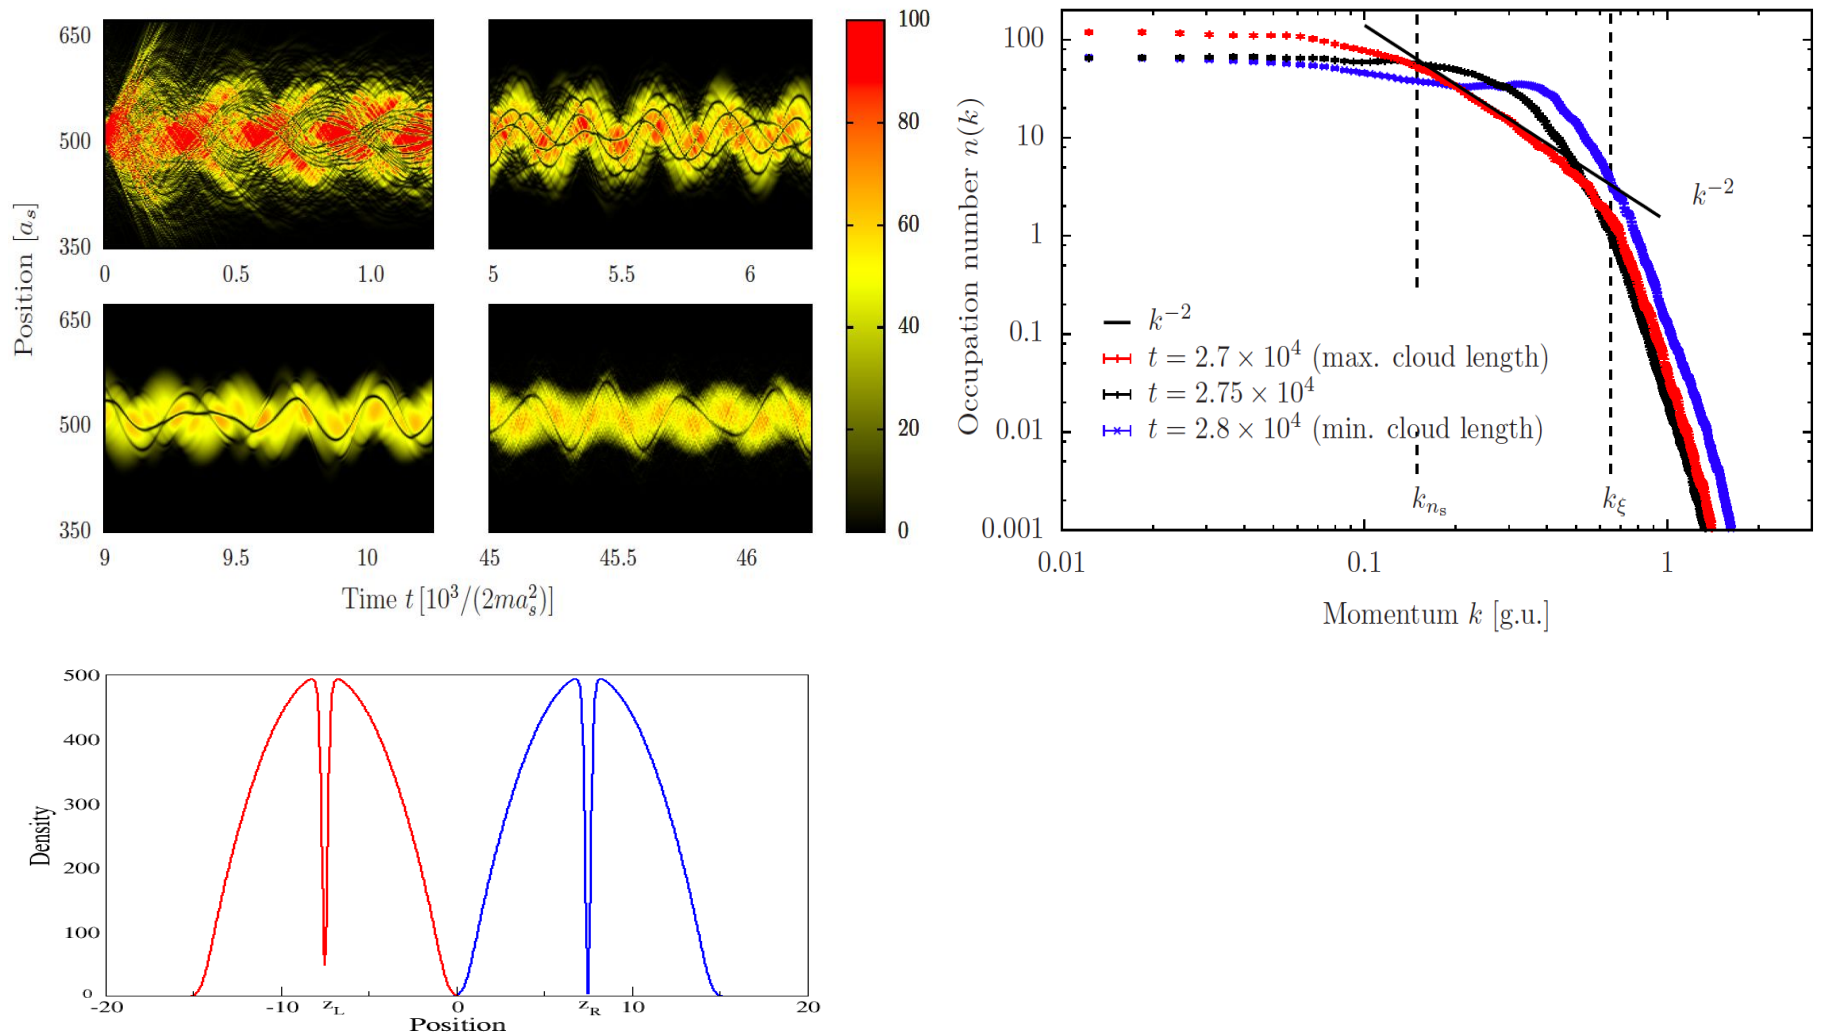 650
500
350
0
0.5
1.0
5
5.5
6
650
500
350
9
9.5
10
45
45.5
46
Position [a_s]
Time t [10^3/(2ma_s^2)]
100
80
60
40
20
0
Occupation number n(k)
100
10
1
0.1
0.01
0.001
k^{-2}
k^{-2}
t = 2.7 × 10^4 (max. cloud length)
t = 2.75 × 10^4
t = 2.8 × 10^4 (min. cloud length)
k_{n_s}
k_ξ
0.01
0.1
1
Momentum k [g.u.]
Density
500
400
300
200
100
0
-20
-10
z_L
0
z_R
10
20
Position